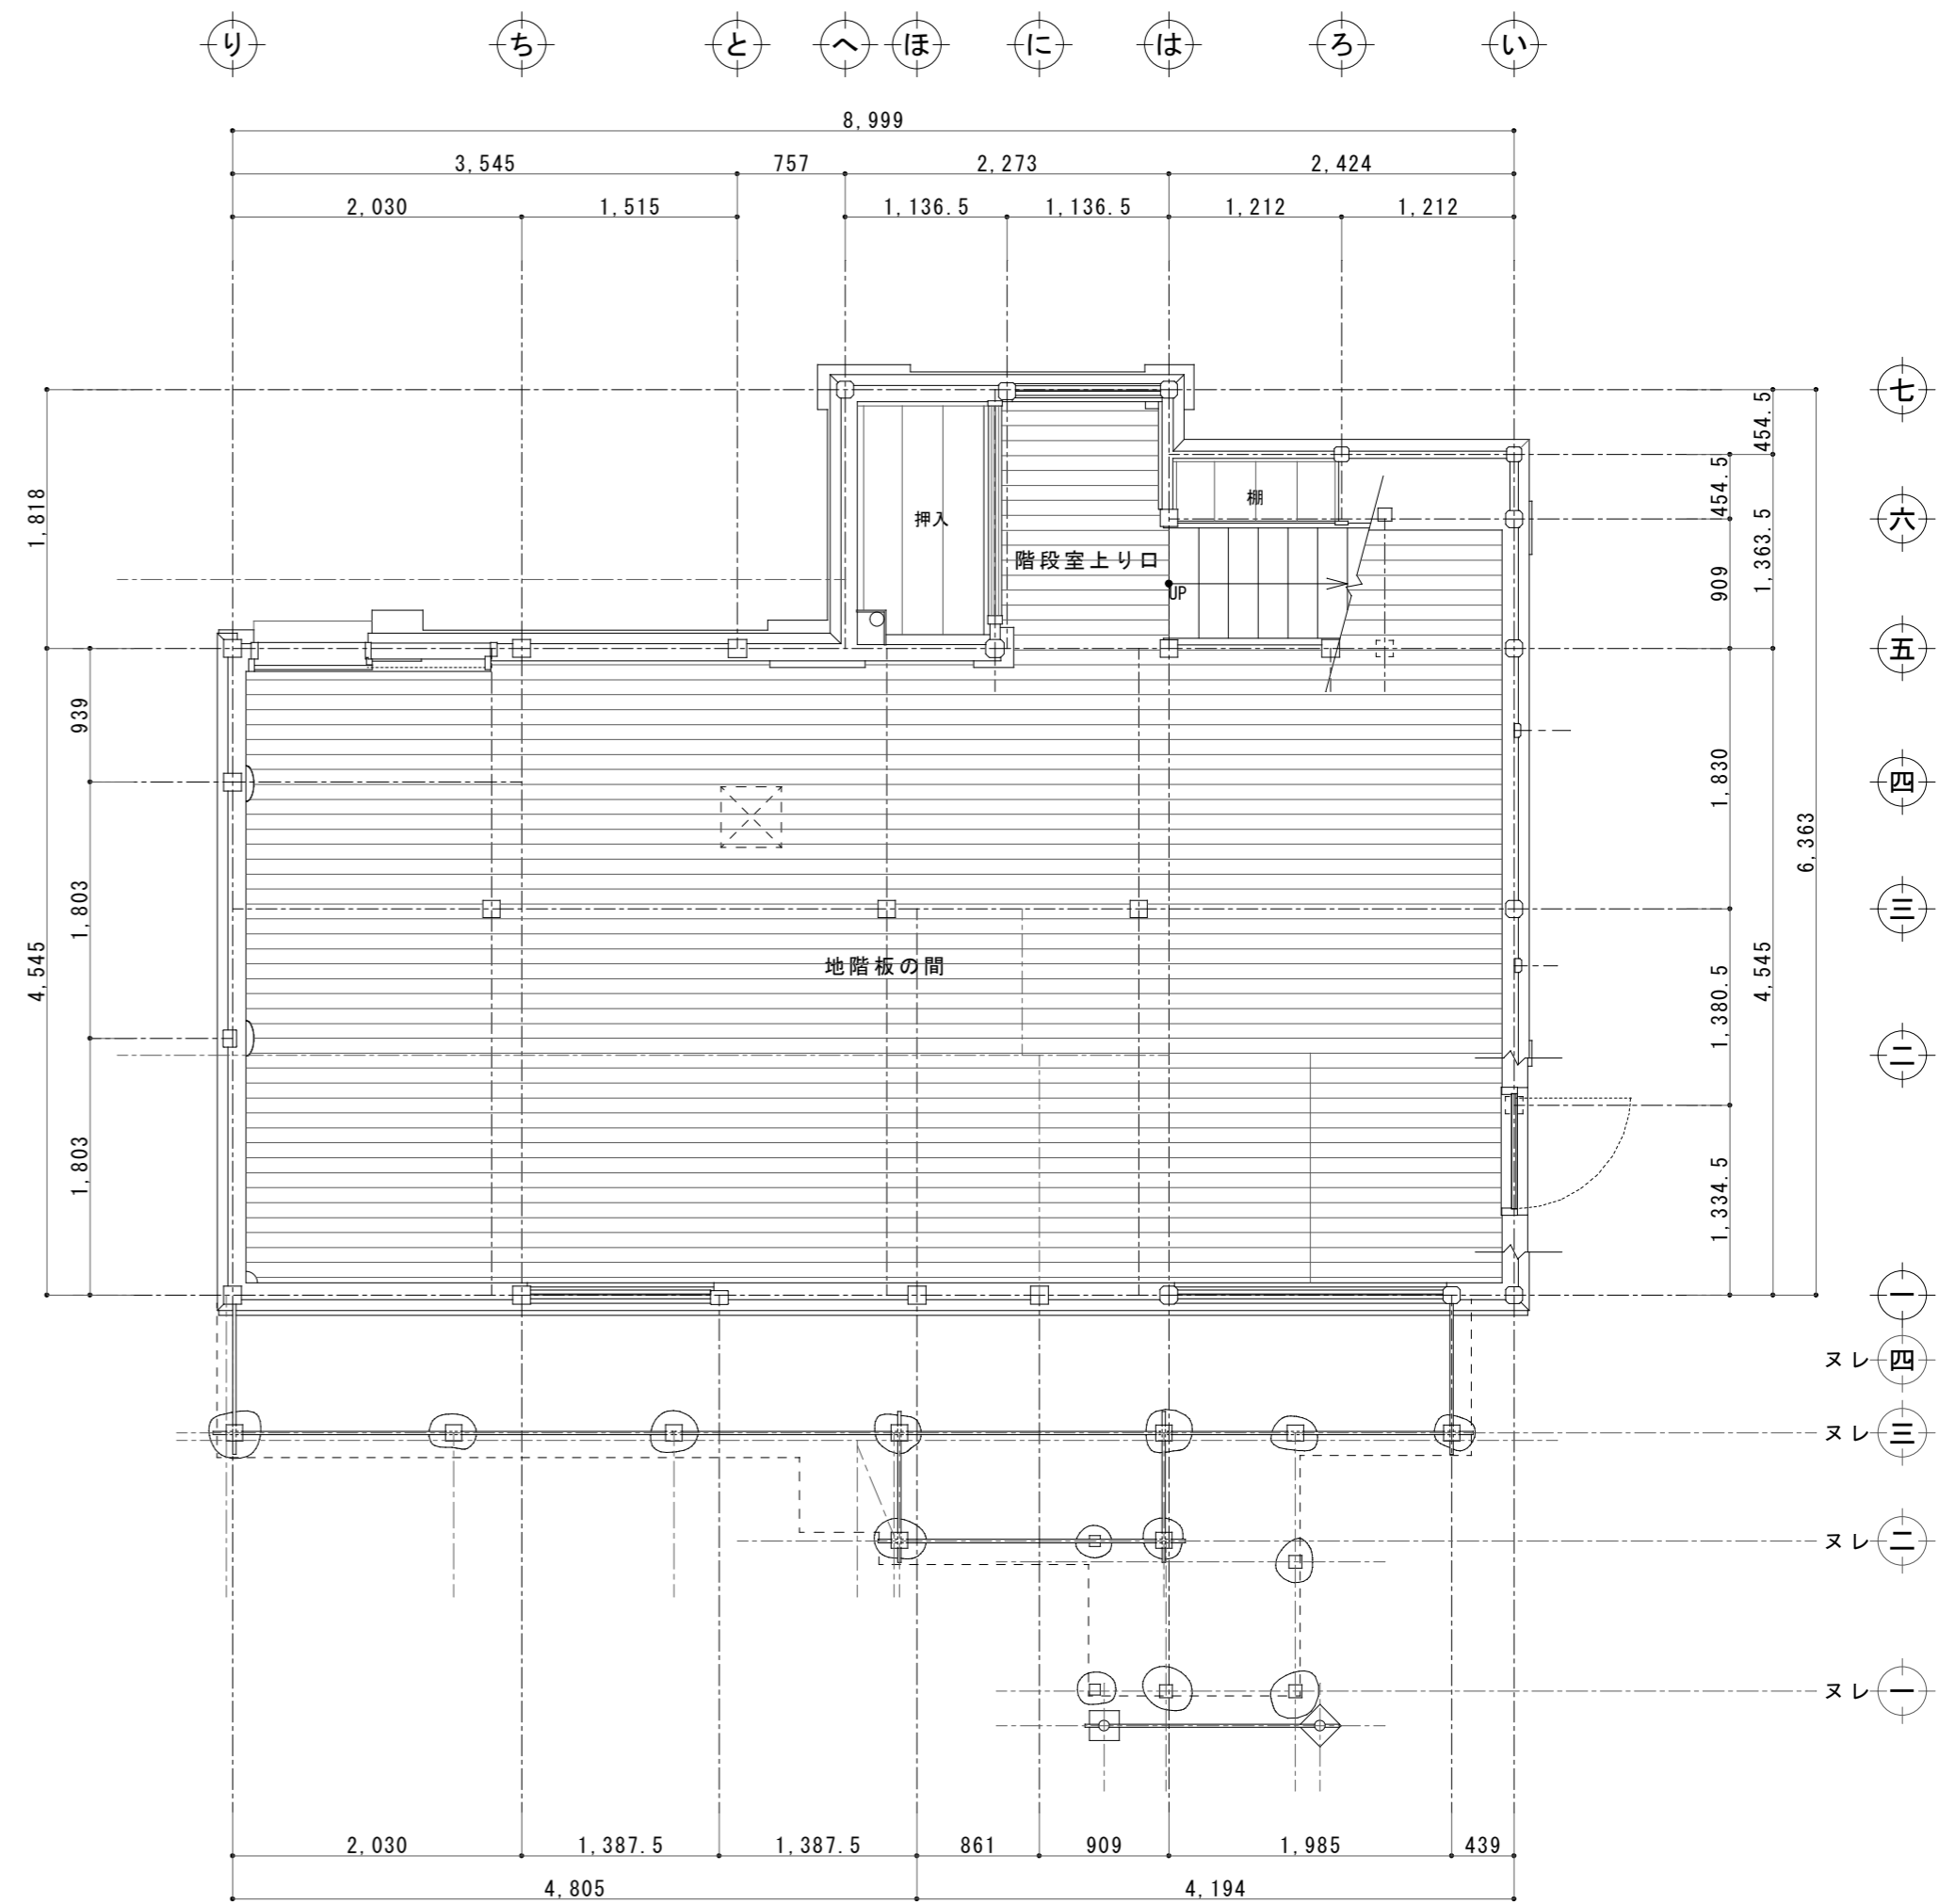 り ち と へ ほ に は ろ い
8,999
3,545 757 2,273 2,424
2,030 1,515 1,136.5 1,136.5 1,212 1,212
七
454.5
454.5
棚
1,818
押入
六
1,363.5
階段室上り口
909
UP
五
939
四
1,830
6,363
1,803
三
4,545
地階板の間
4,545
1,380.5
二
1,803
1,334.5
一
ヌレ 四
ヌレ 三
ヌレ 二
ヌレ 一
2,030 1,387.5 1,387.5 861 909 1,985 439
4,805 4,194